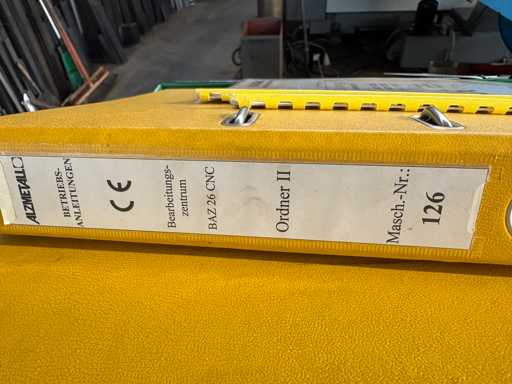 ALZMETALL
BETRIEBS-
ANLEITUNGEN
CE
Bearbeitungs-
zentrum
BAZ 26 CNC
Ordner II
Masch.-Nr.:
126